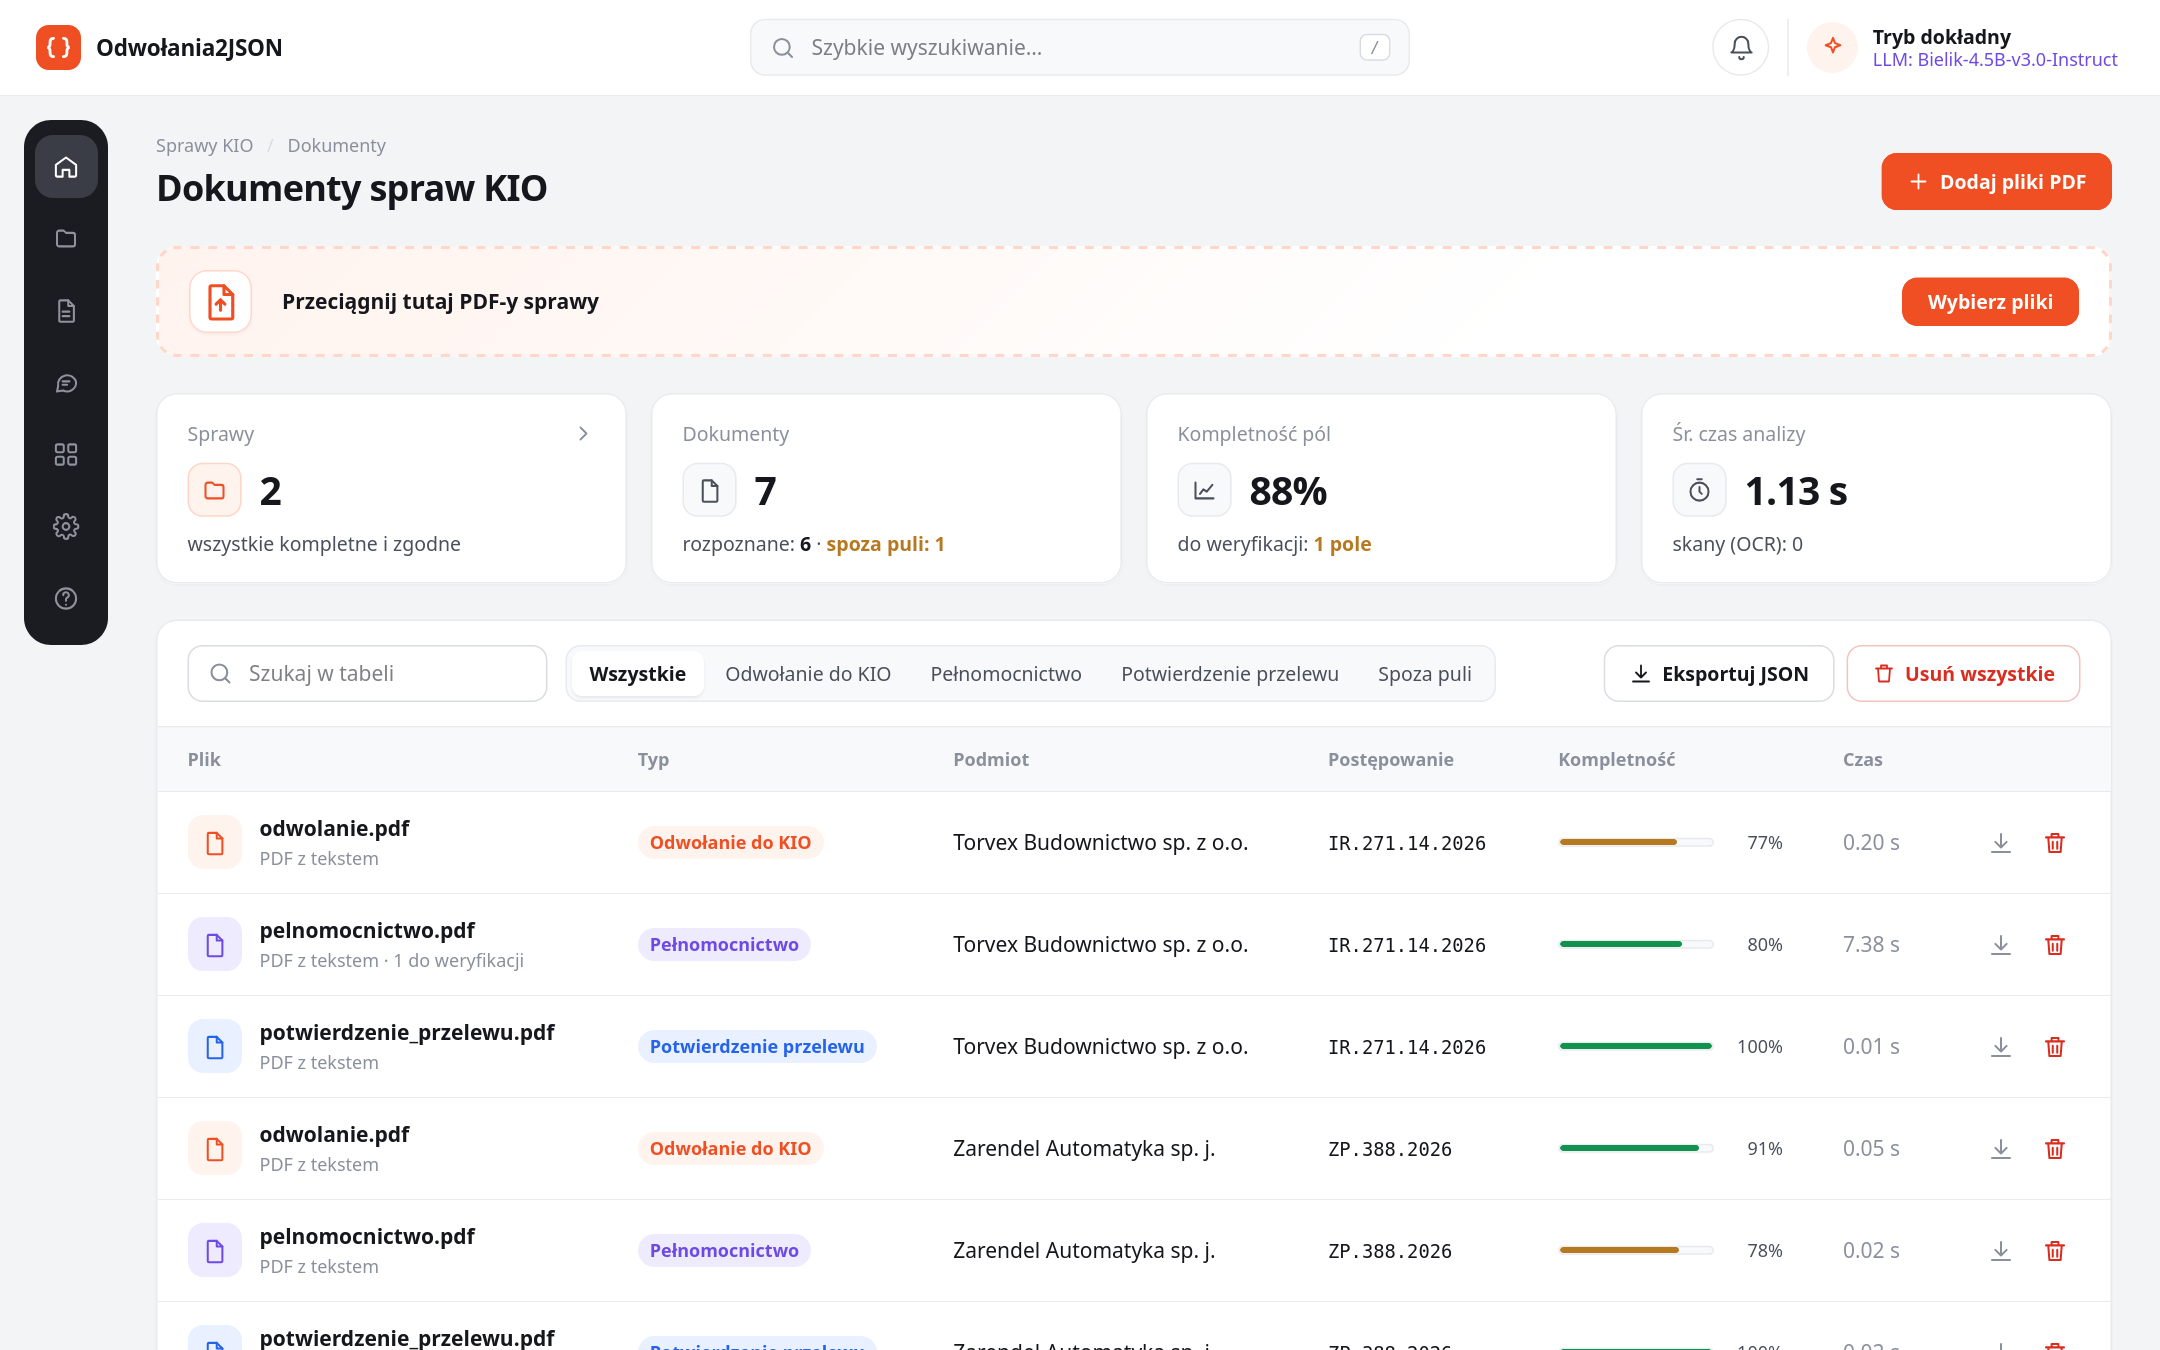 Odwołania2JSON
Szybkie wyszukiwanie...
/
Tryb dokładny
LLM: Bielik-4.5B-v3.0-Instruct
Sprawy KIO / Dokumenty
Dokumenty spraw KIO
Dodaj pliki PDF
Przeciągnij tutaj PDF-y sprawy
Wybierz pliki
Sprawy
2
wszystkie kompletne i zgodne
Dokumenty
7
rozpoznane: 6 · spoza puli: 1
Kompletność pól
88%
do weryfikacji: 1 pole
Śr. czas analizy
1.13 s
skany (OCR): 0
Szukaj w tabeli
Wszystkie Odwołanie do KIO Pełnomocnictwo Potwierdzenie przelewu Spoza puli
Eksportuj JSON
Usuń wszystkie
Plik Typ Podmiot Postępowanie Kompletność Czas
odwolanie.pdf
PDF z tekstem
Odwołanie do KIO Torvex Budownictwo sp. z o.o. IR.271.14.2026 77% 0.20 s
pelnomocnictwo.pdf
PDF z tekstem · 1 do weryfikacji
Pełnomocnictwo Torvex Budownictwo sp. z o.o. IR.271.14.2026 80% 7.38 s
potwierdzenie_przelewu.pdf
PDF z tekstem
Potwierdzenie przelewu Torvex Budownictwo sp. z o.o. IR.271.14.2026 100% 0.01 s
odwolanie.pdf
PDF z tekstem
Odwołanie do KIO Zarendel Automatyka sp. j. ZP.388.2026 91% 0.05 s
pelnomocnictwo.pdf
PDF z tekstem
Pełnomocnictwo Zarendel Automatyka sp. j. ZP.388.2026 78% 0.02 s
potwierdzenie_przelewu.pdf